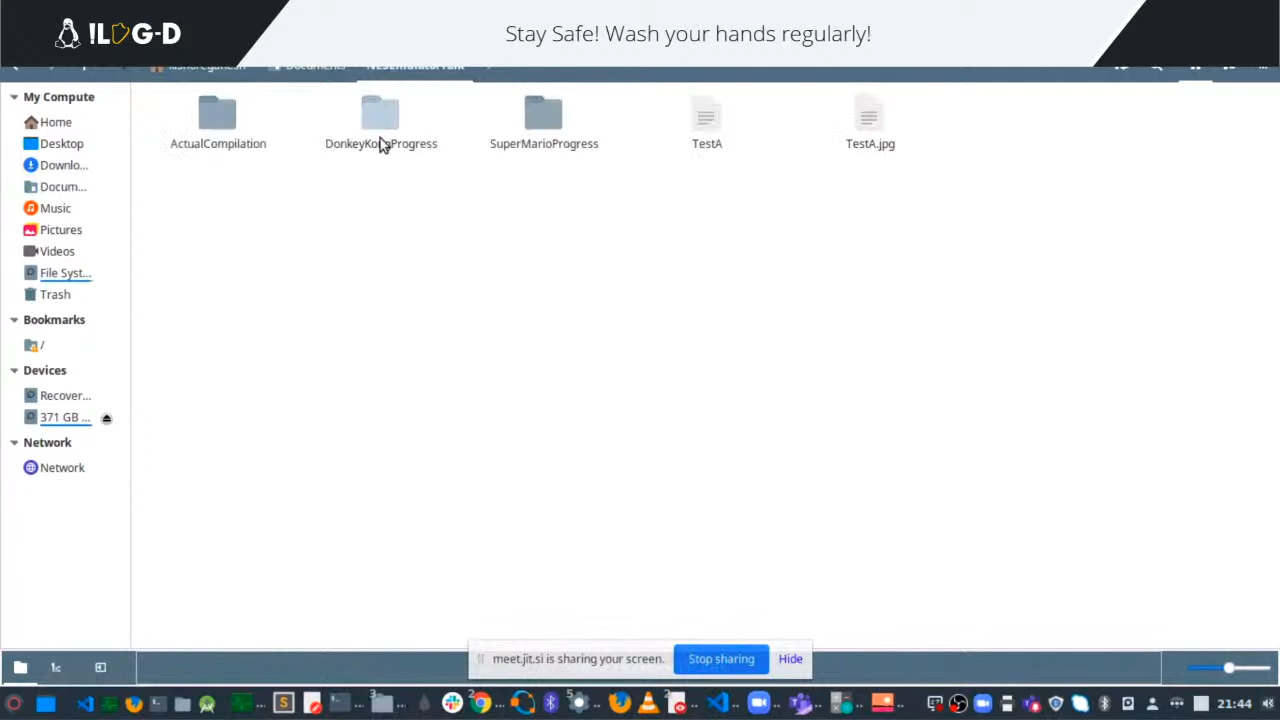 !LUG-D
Stay Safe! Wash your hands regularly!
Documents
My Compute
Home
Desktop
Downlo...
Docum...
Music
Pictures
Videos
File Syst...
Trash
Bookmarks
/
Devices
Recover...
371 GB ...
Network
Network
ActualCompilation
DonkeyKongProgress
SuperMarioProgress
TestA
TestA.jpg
meet.jit.si is sharing your screen.
Stop sharing
Hide
21:44